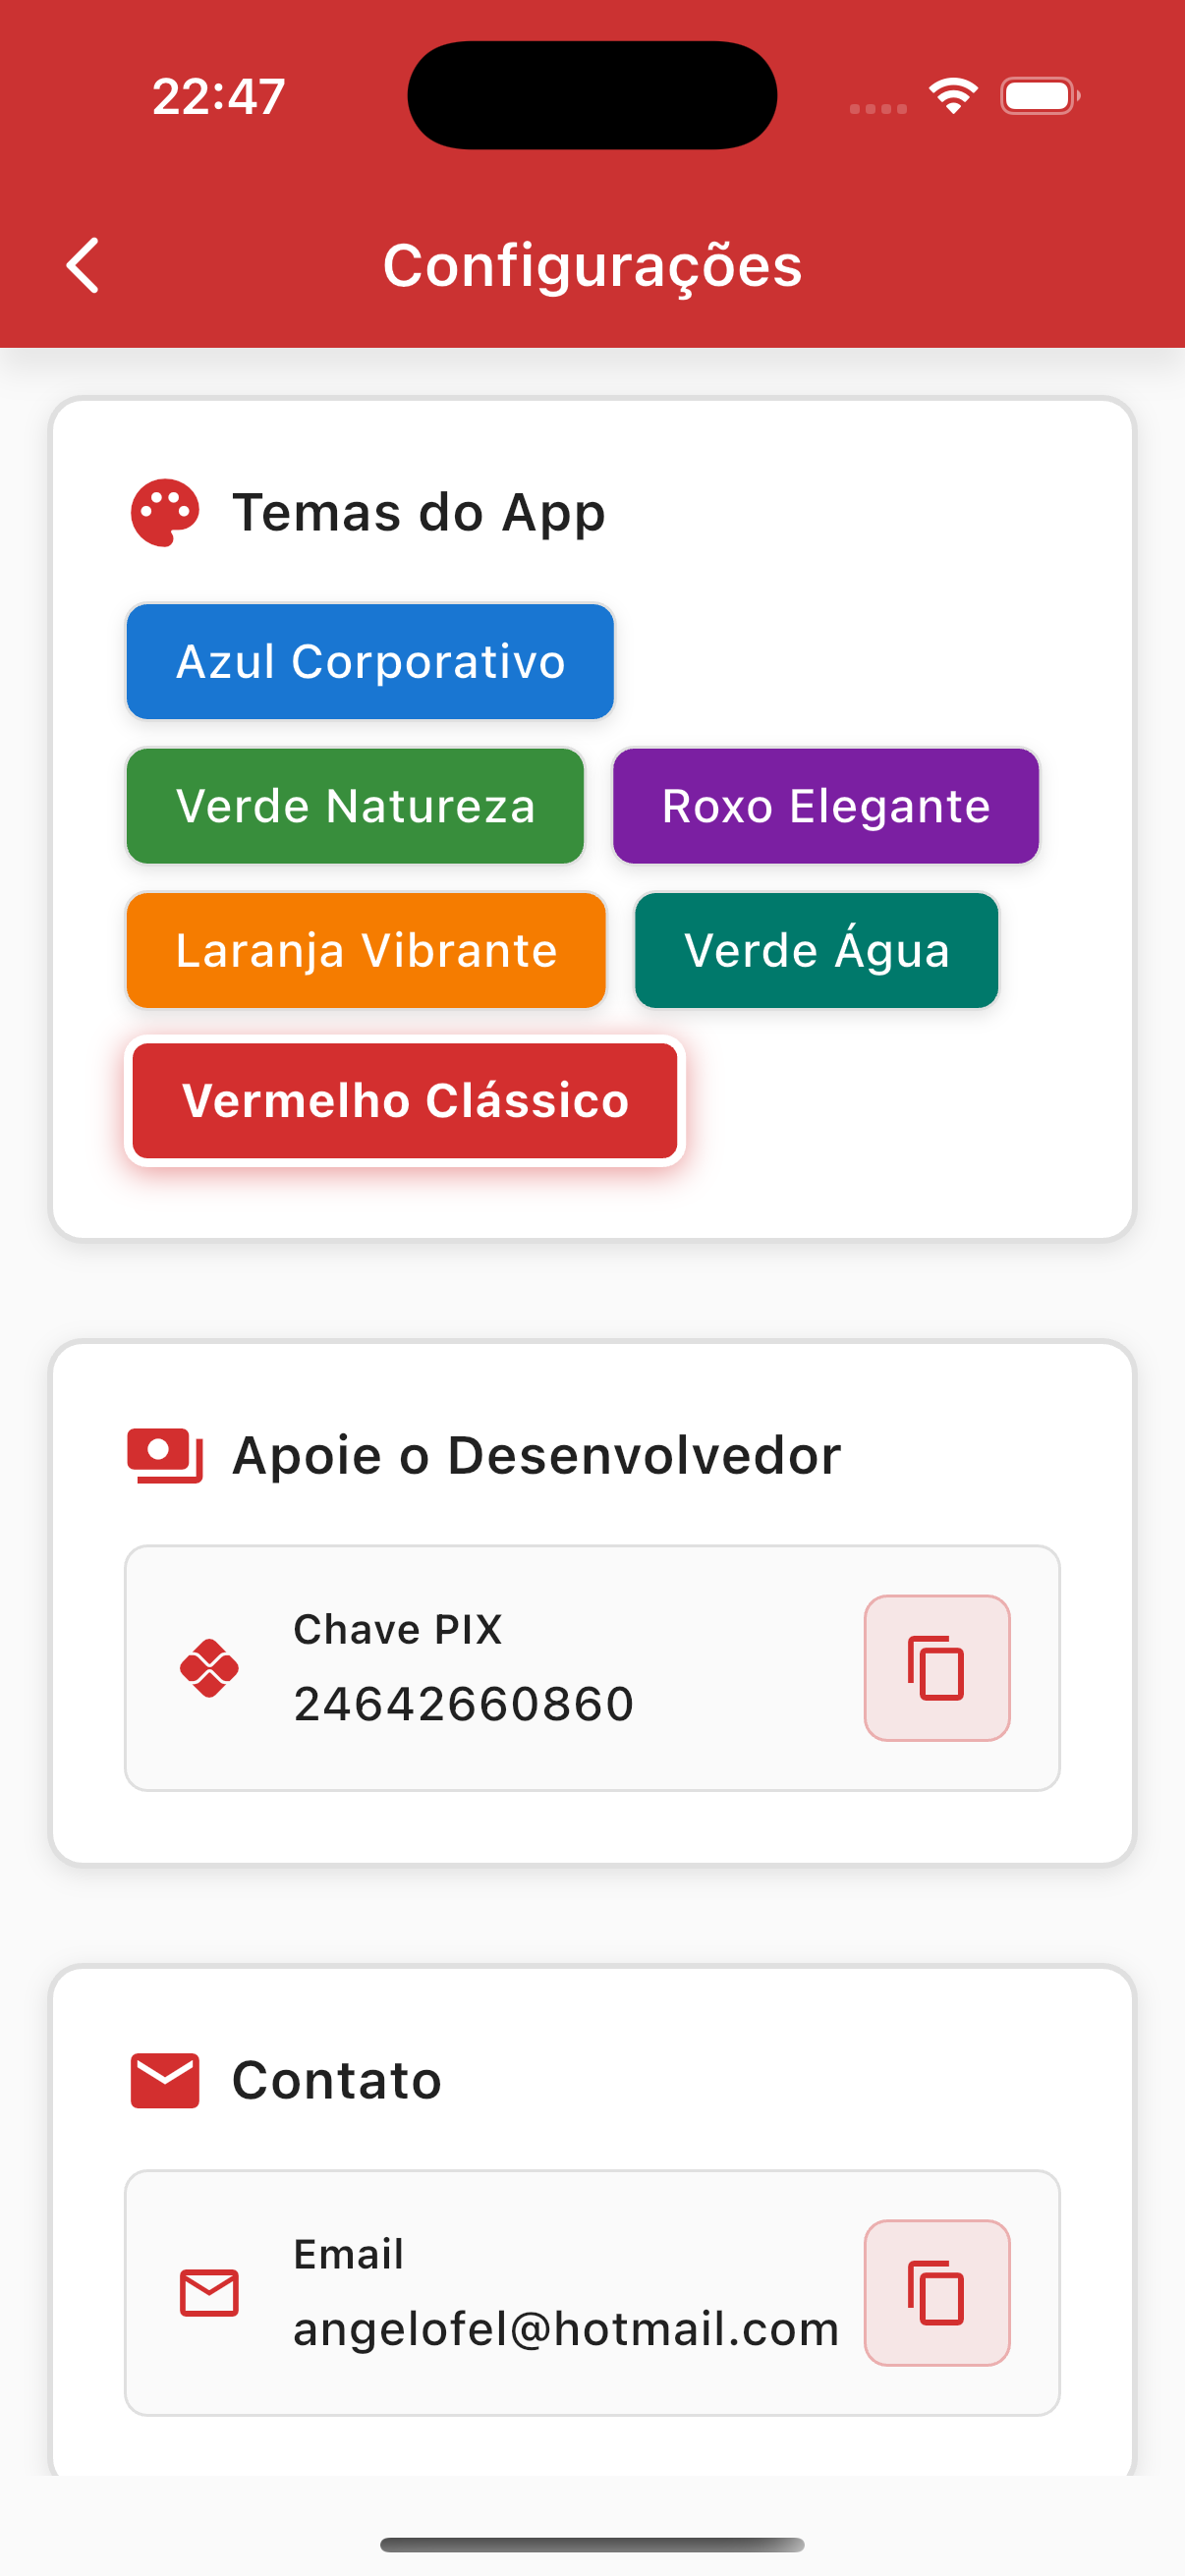 22:47
Configurações
Temas do App
Azul Corporativo
Verde Natureza
Roxo Elegante
Laranja Vibrante
Verde Água
Vermelho Clássico
Apoie o Desenvolvedor
Chave PIX
24642660860
Contato
Email
angelofel@hotmail.com